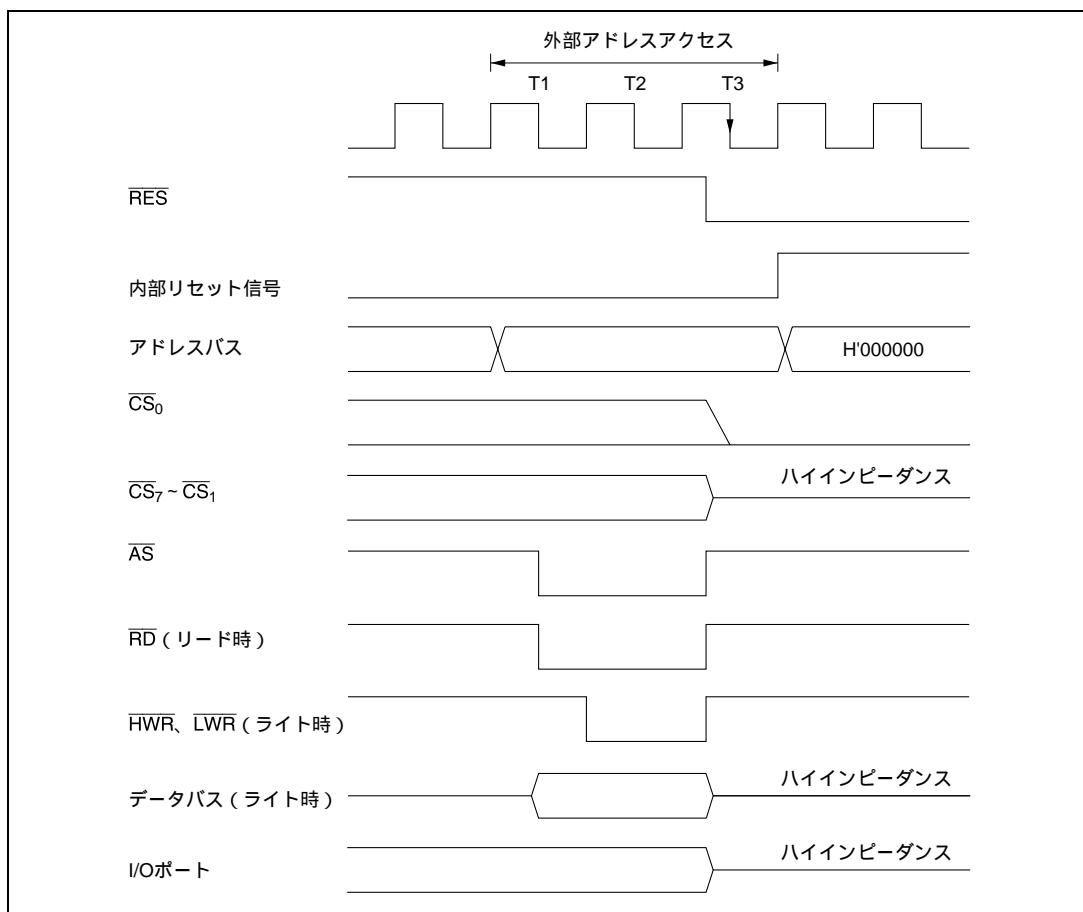 外部アドレスアクセス
T1 T2 T3
RES
内部リセット信号
アドレスバス H'000000
CS0
CS7 ~ CS1 ハイインピーダンス
AS
RD ( リード時 )
HWR、LWR ( ライト時 )
データバス ( ライト時 ) ハイインピーダンス
I/Oポート ハイインピーダンス